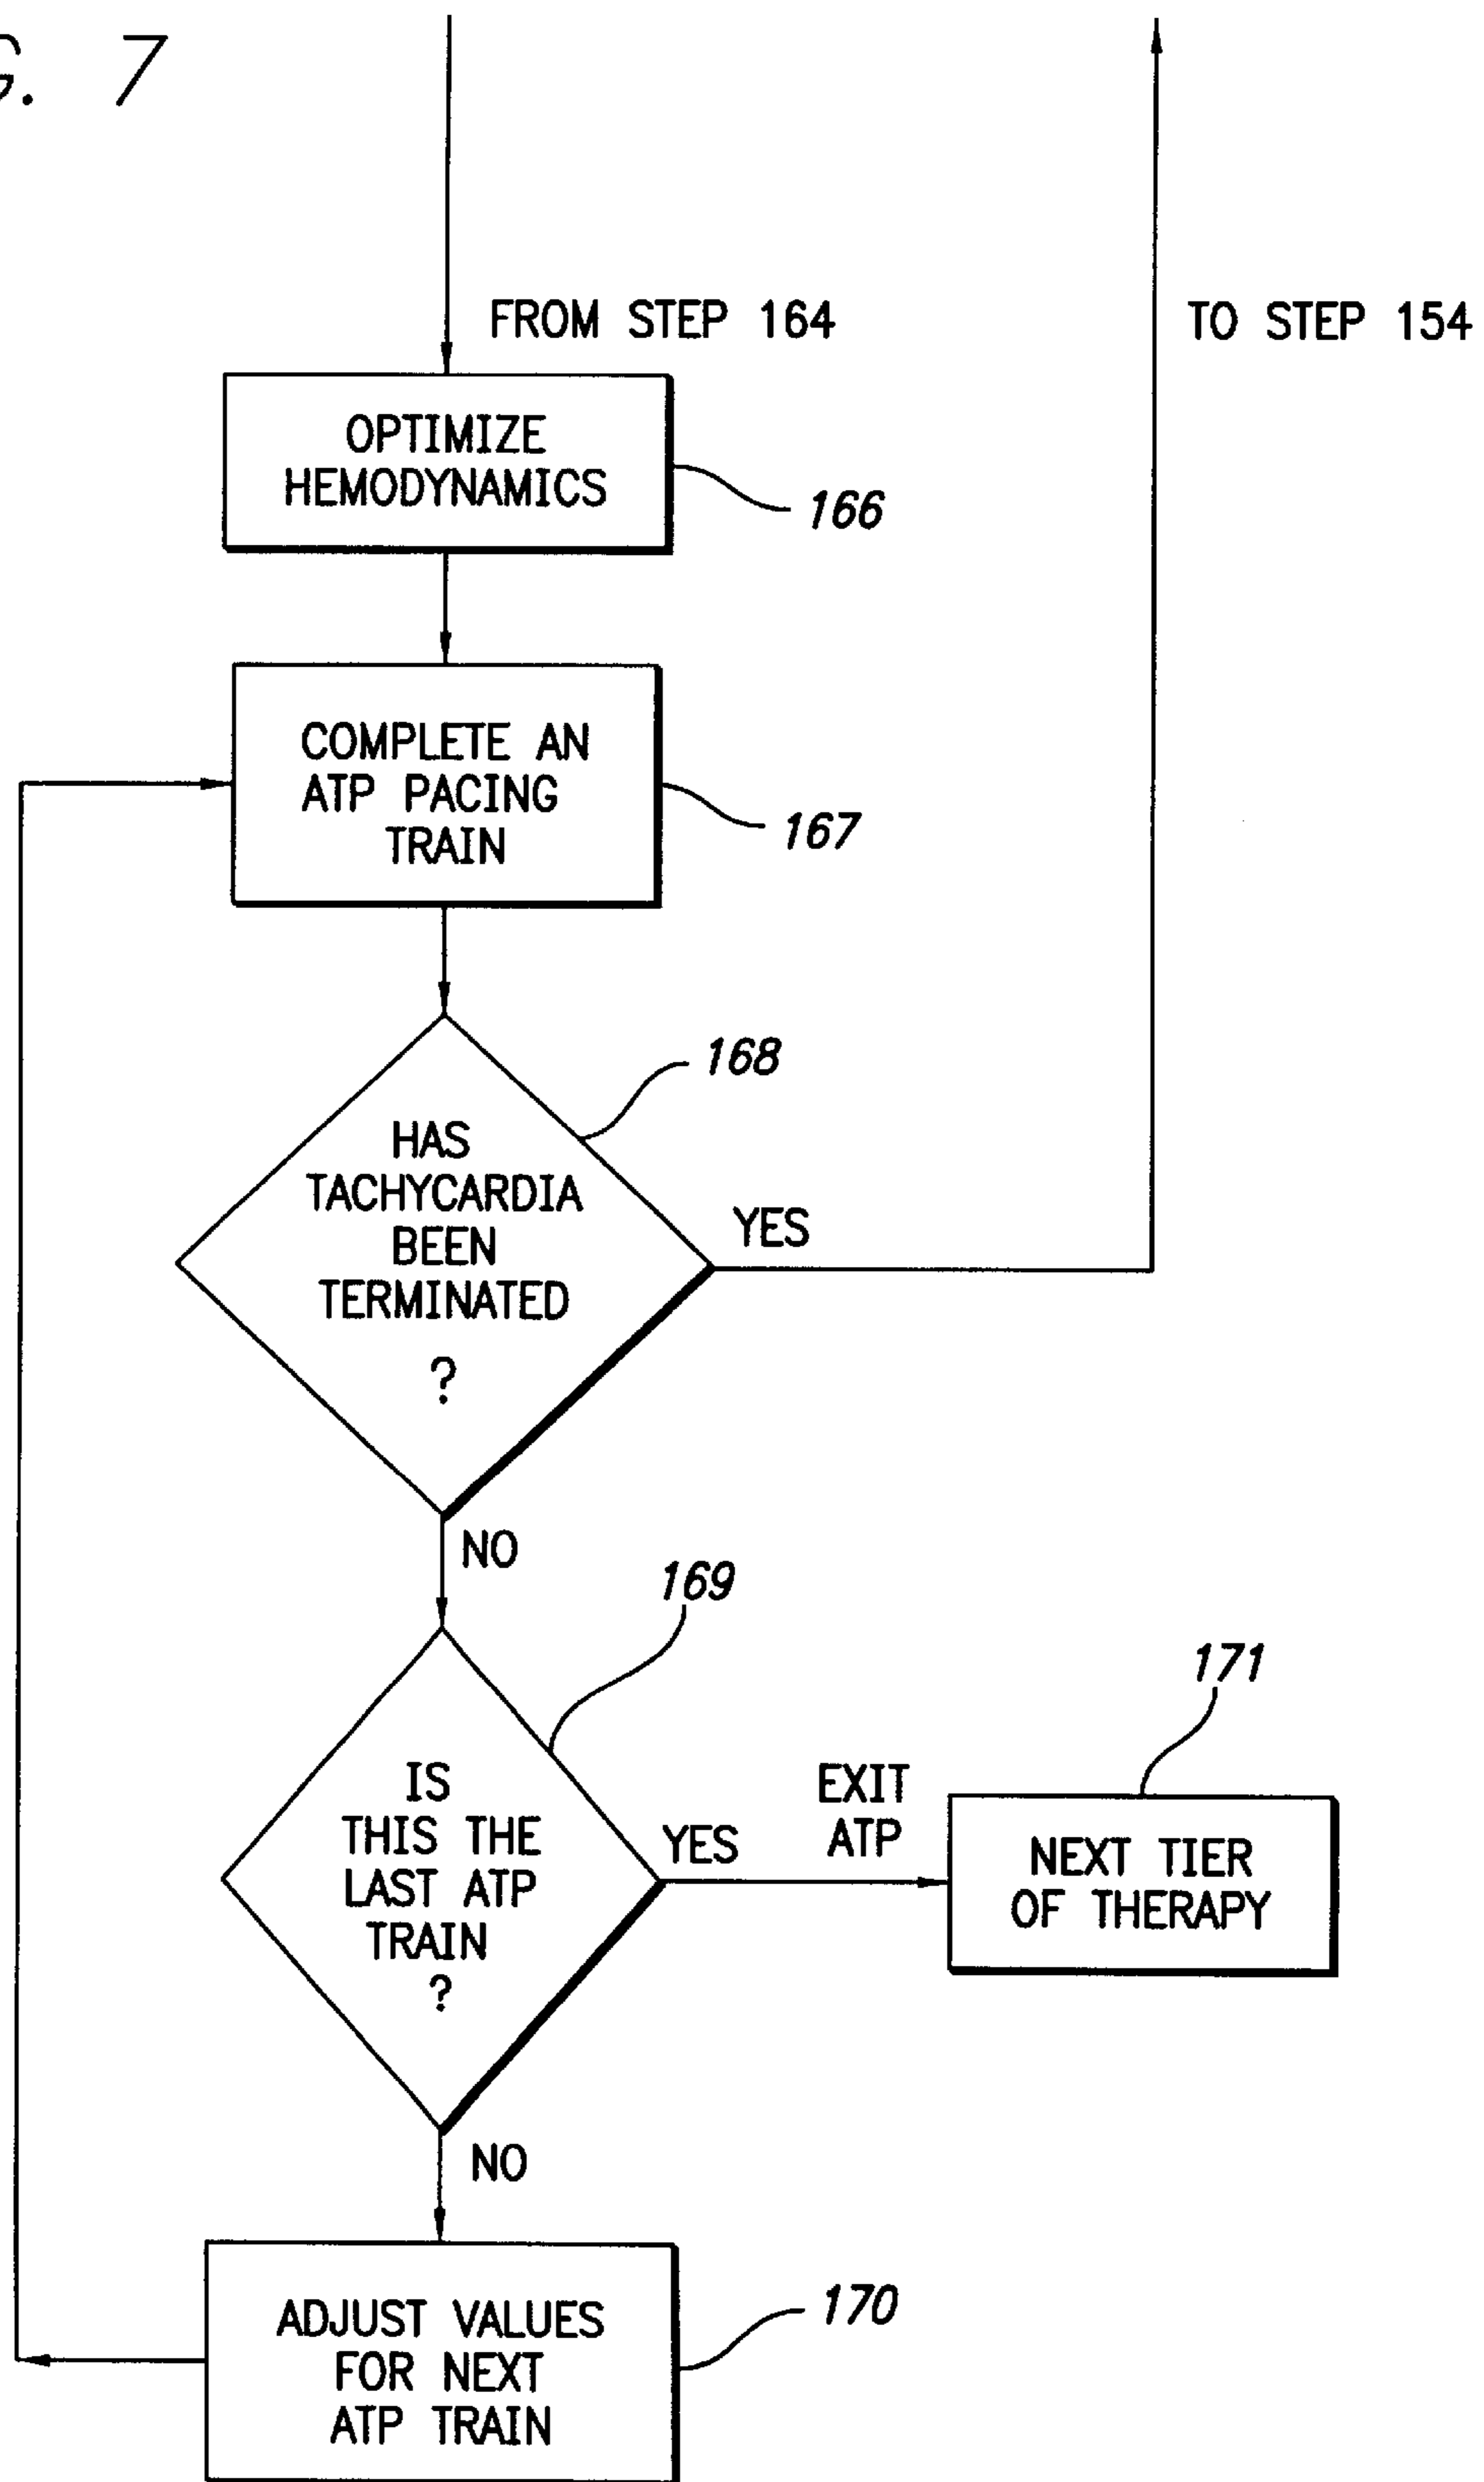 G. 7
FROM STEP 164
TO STEP 154
OPTIMIZE
HEMODYNAMICS
166
COMPLETE AN
ATP PACING
TRAIN
167
168
HAS
TACHYCARDIA
BEEN
TERMINATED
?
YES
NO
169
171
IS
THIS THE
LAST ATP
TRAIN
?
YES
EXIT
ATP
NEXT TIER
OF THERAPY
NO
ADJUST VALUES
FOR NEXT
ATP TRAIN
170